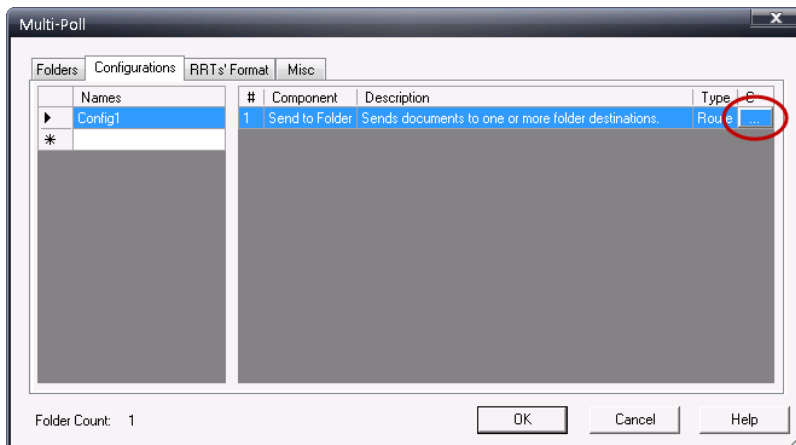 Multi-Poll
x
Folders Configurations RRTs' Format Misc
Names # Component Description Type C
Config1 1 Send to Folder Sends documents to one or more folder destinations. Route ...
Folder Count: 1 OK Cancel Help